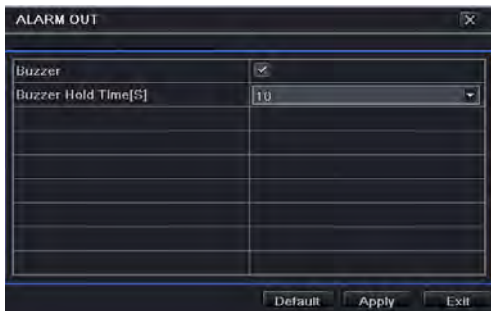 ALARM OUT
Buzzer
Buzzer Hold Time[S] 10
Default Apply Exit